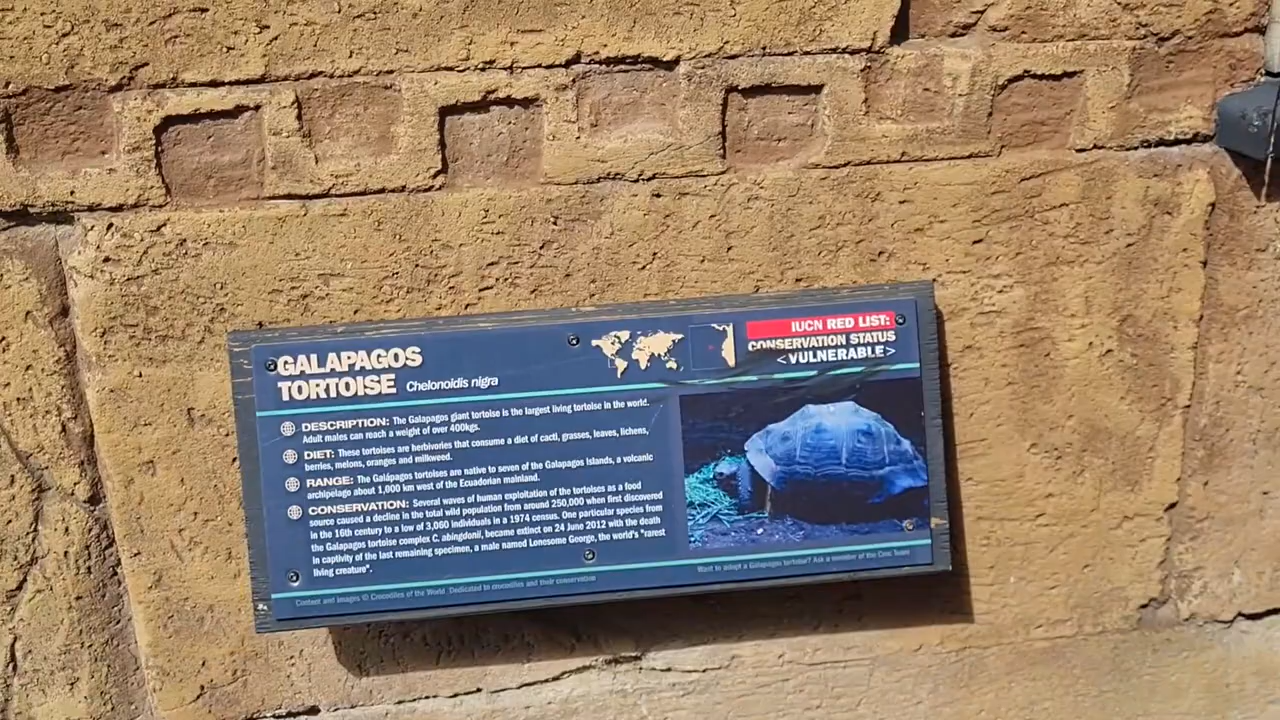 GALAPAGOS
TORTOISE Chelonoidis nigra
IUCN RED LIST:
CONSERVATION STATUS
<VULNERABLE>
DESCRIPTION: The Galapagos giant tortoise is the largest living tortoise in the world.
Adult males can reach a weight of over 400kgs.
DIET: These tortoises are herbivories that consume a diet of cacti, grasses, leaves, lichens,
berries, melons, oranges and milkweed.
RANGE: The Galápagos tortoises are native to seven of the Galapagos Islands, a volcanic
archipelago about 1,000 km west of the Ecuadorian mainland.
CONSERVATION: Several waves of human exploitation of the tortoises as a food
source caused a decline in the total wild population from around 250,000 when first discovered
in the 16th century to a low of 3,060 individuals in a 1974 census. One particular species from
the Galapagos tortoise complex C. abingdonii, became extinct on 24 June 2012 with the death
in captivity of the last remaining specimen, a male named Lonesome George, the world's "rarest
living creature".
Content and images © Crocodiles of the World Dedicated to crocodiles and their conservation
Want to adopt a Galapagos tortoise? Ask a member of the Croc Team